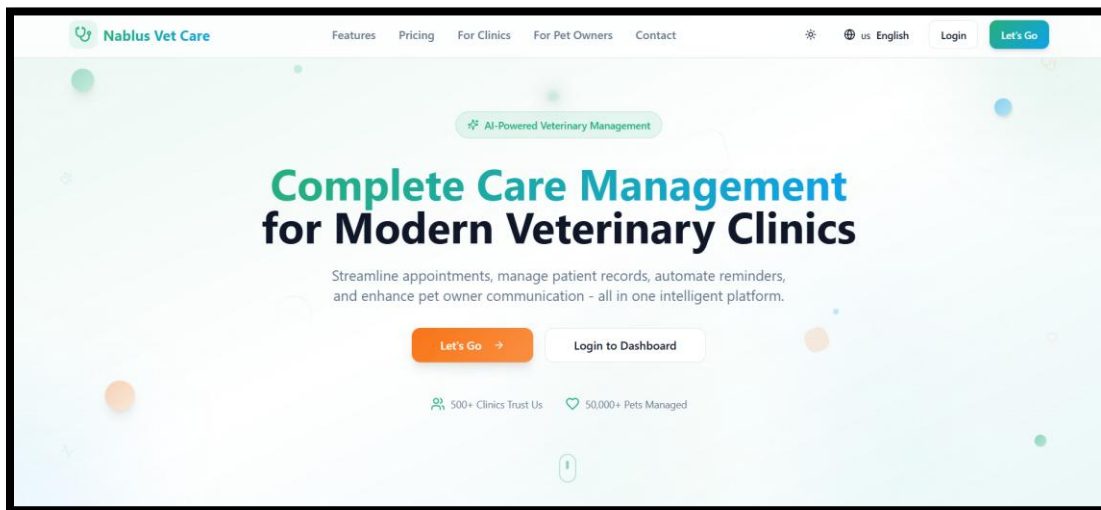 Nablus Vet Care
Features Pricing For Clinics For Pet Owners Contact
us English
Login
Let's Go
AI-Powered Veterinary Management
Complete Care Management
for Modern Veterinary Clinics
Streamline appointments, manage patient records, automate reminders,
and enhance pet owner communication - all in one intelligent platform.
Let's Go →
Login to Dashboard
500+ Clinics Trust Us
50,000+ Pets Managed